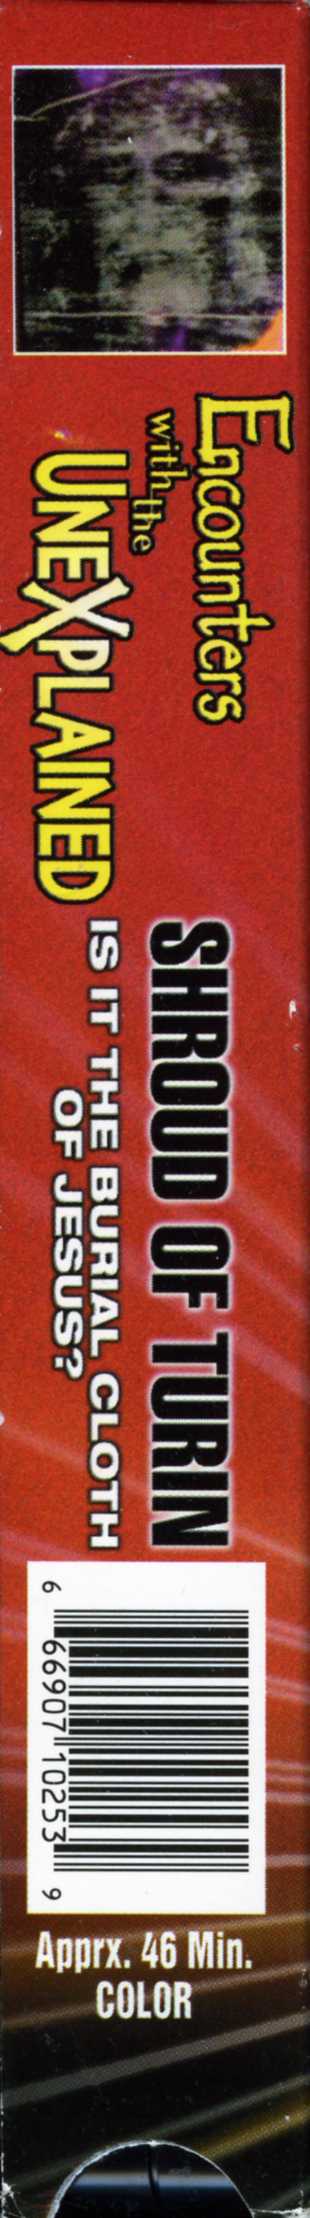 Encounters
with the
UNEXPLAINED
SHROUD OF TURIN
IS IT THE BURIAL CLOTH
OF JESUS?
6 66907 10253 9
Apprx. 46 Min.
COLOR